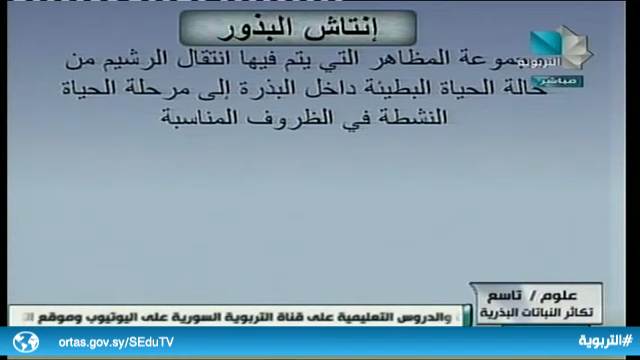 إنتاش البذور
مجموعة المظاهر التي يتم فيها انتقال الرشيم من
حالة الحياة البطيئة داخل البذرة إلى مرحلة الحياة
النشطة في الظروف المناسبة
التربوية
مباشر
علوم / تاسع
تكاثر النباتات البذرية
والدروس التعليمية على قناة التربوية السورية على اليوتيوب وموقع
ortas.gov.sy/SEduTV
#التربوية